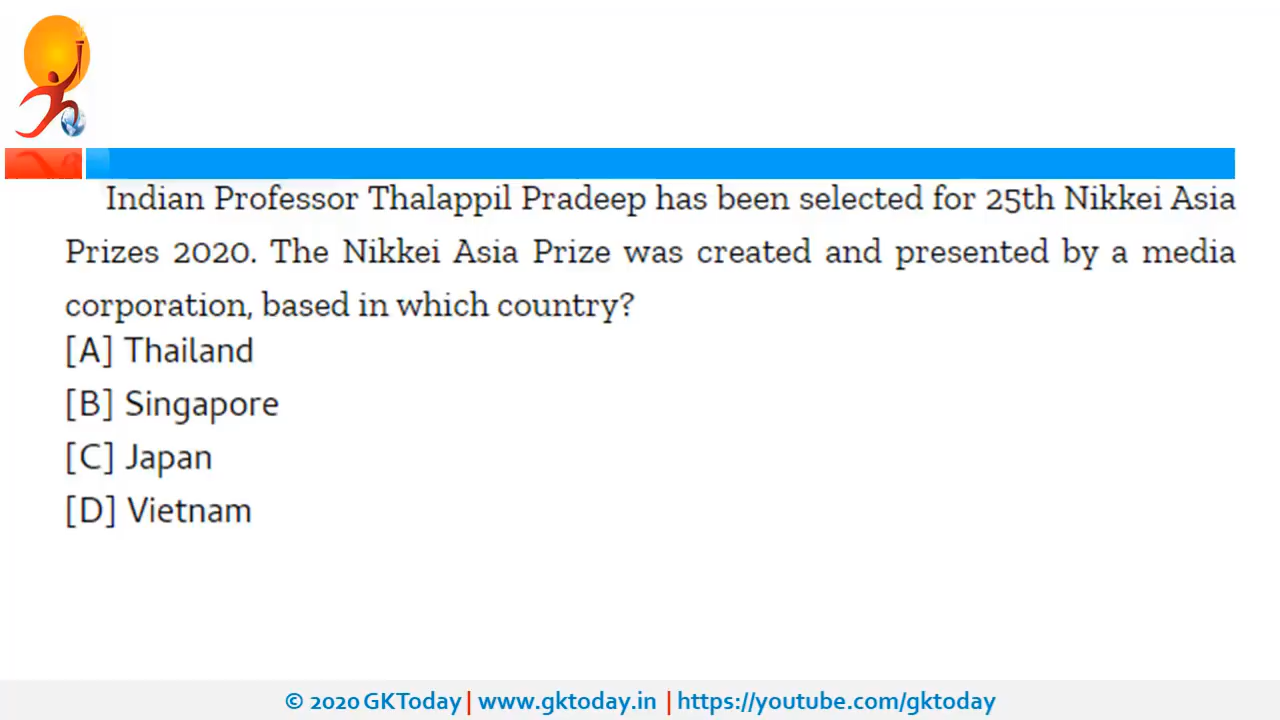 Indian Professor Thalappil Pradeep has been selected for 25th Nikkei Asia
Prizes 2020. The Nikkei Asia Prize was created and presented by a media
corporation, based in which country?
[A] Thailand
[B] Singapore
[C] Japan
[D] Vietnam
© 2020 GKToday | www.gktoday.in | https://youtube.com/gktoday